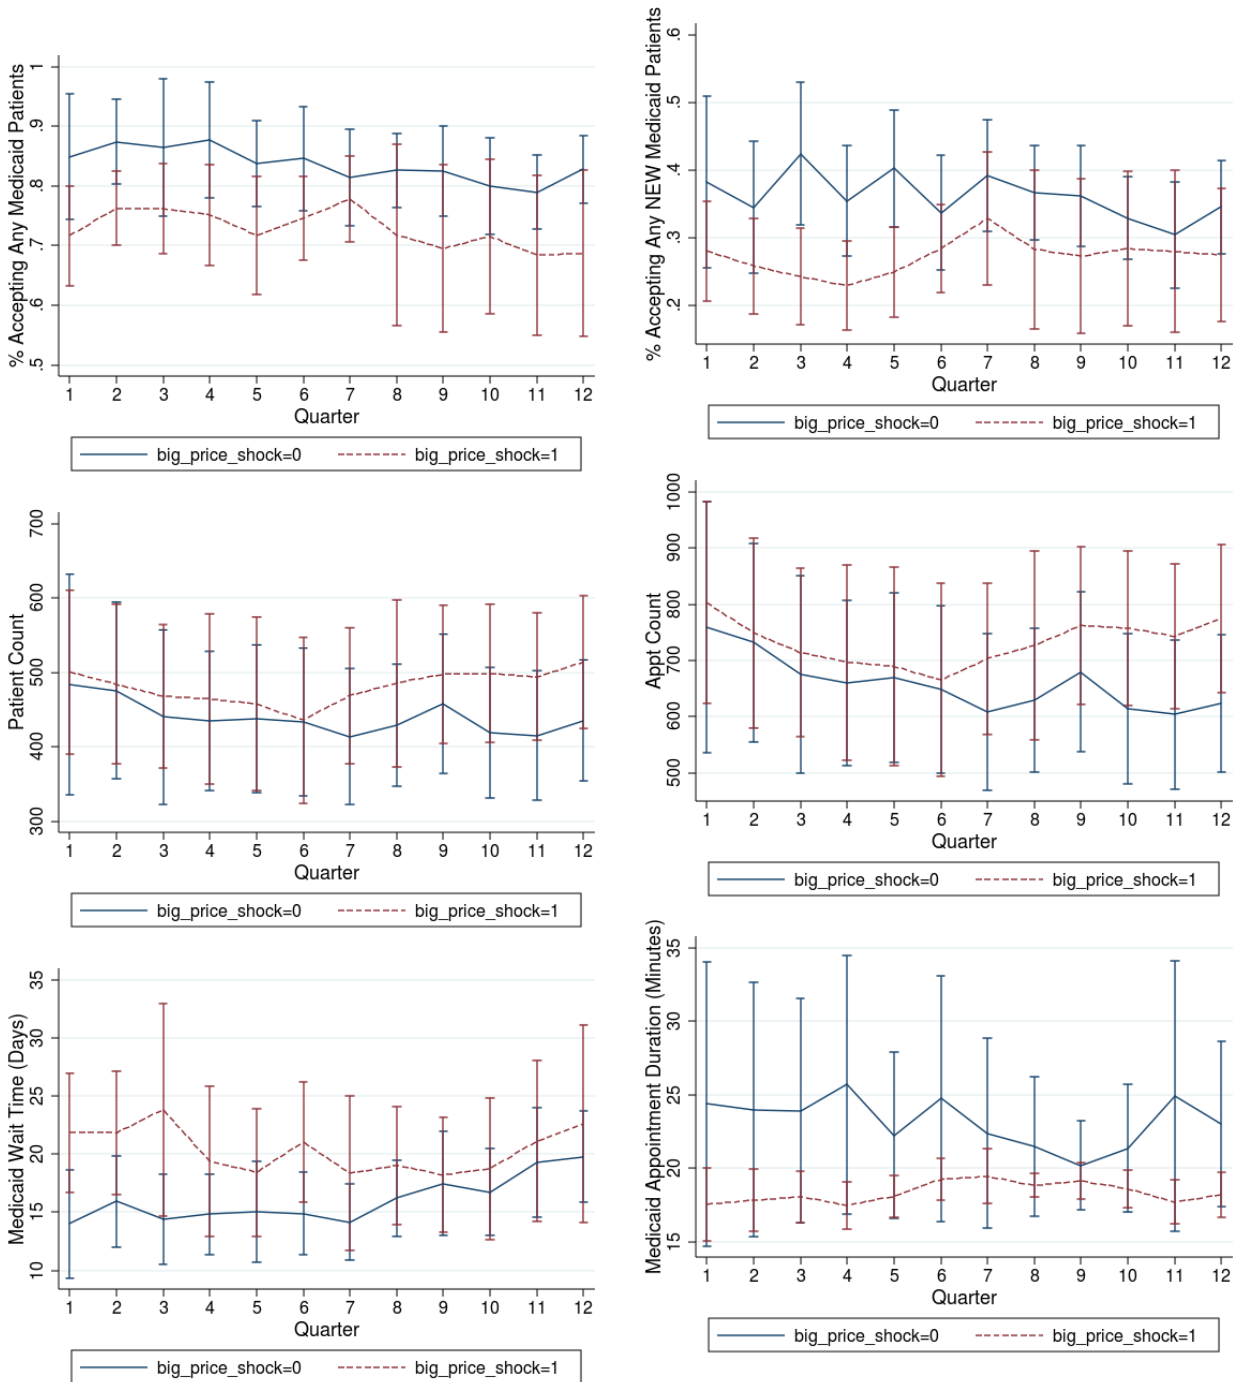 % Accepting Any Medicaid Patients
1
.9
.8
.7
.6
.5
1 2 3 4 5 6 7 8 9 10 11 12
Quarter
big_price_shock=0 big_price_shock=1
% Accepting Any NEW Medicaid Patients
.6
.5
.4
.3
.2
1 2 3 4 5 6 7 8 9 10 11 12
Quarter
big_price_shock=0 big_price_shock=1
Patient Count
700
600
500
400
300
1 2 3 4 5 6 7 8 9 10 11 12
Quarter
big_price_shock=0 big_price_shock=1
Appt Count
1000
900
800
700
600
500
1 2 3 4 5 6 7 8 9 10 11 12
Quarter
big_price_shock=0 big_price_shock=1
Medicaid Wait Time (Days)
35
30
25
20
15
10
1 2 3 4 5 6 7 8 9 10 11 12
Quarter
big_price_shock=0 big_price_shock=1
Medicaid Appointment Duration (Minutes)
35
30
25
20
15
1 2 3 4 5 6 7 8 9 10 11 12
Quarter
big_price_shock=0 big_price_shock=1